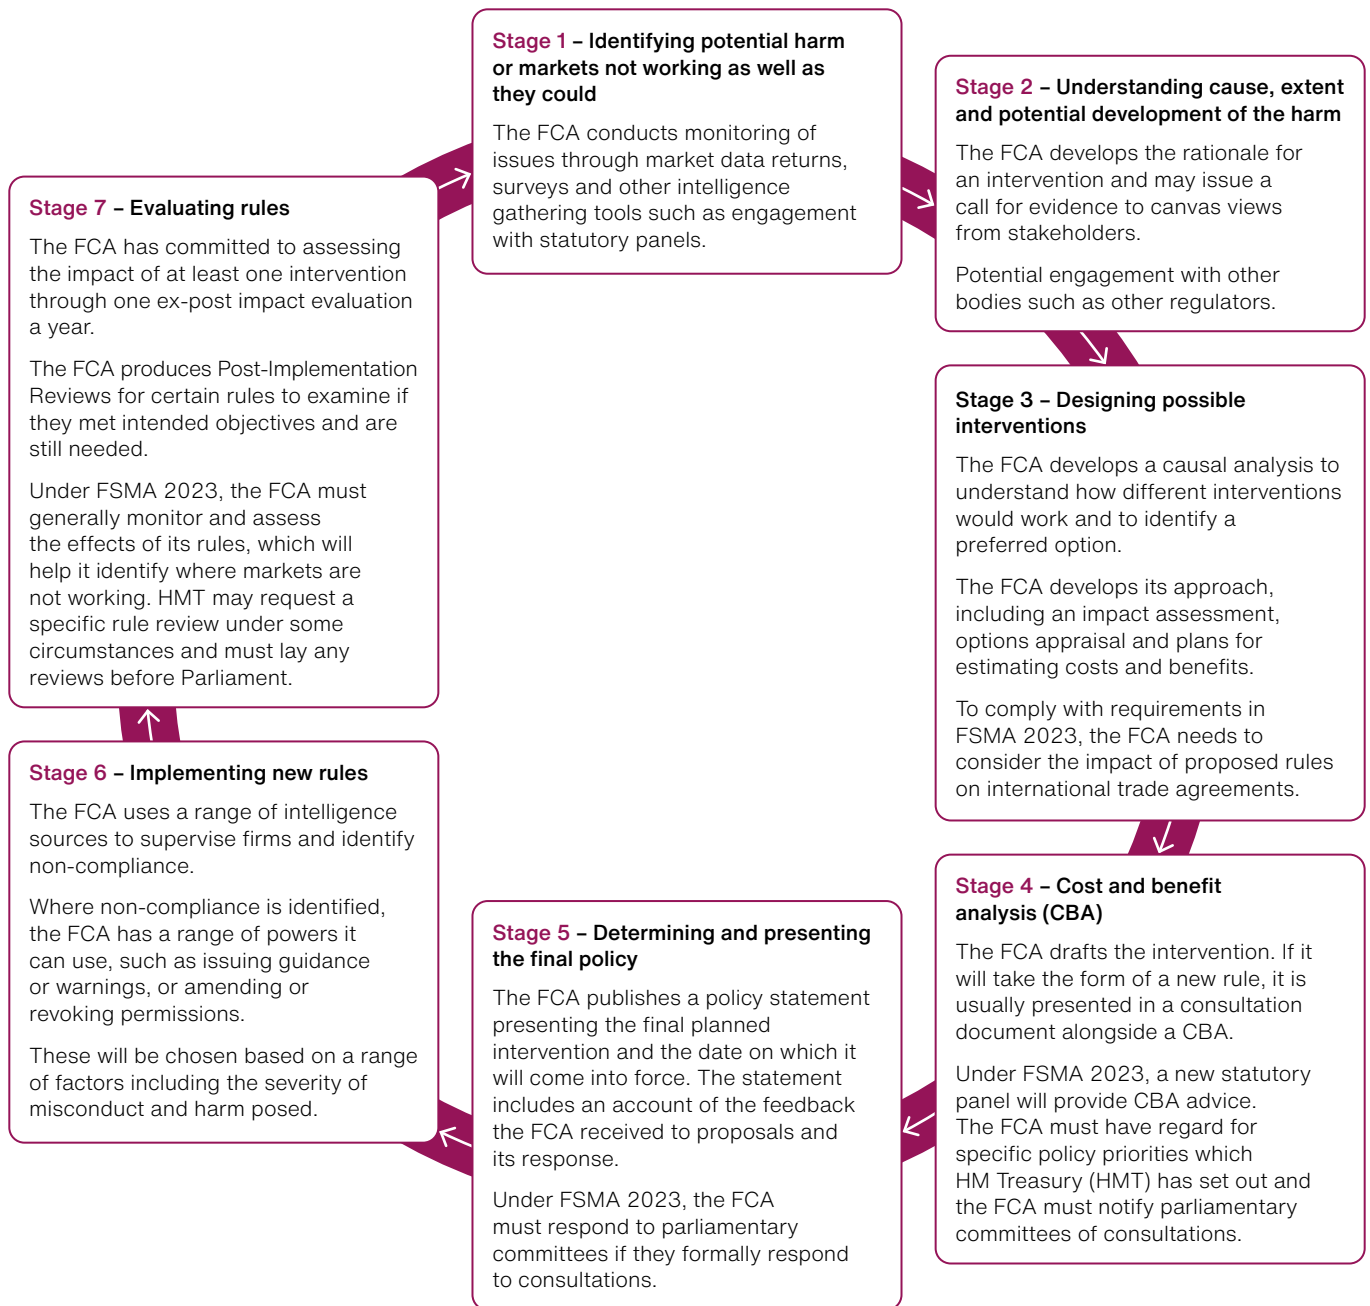 Stage 1 – Identifying potential harm
or markets not working as well as
they could
The FCA conducts monitoring of
issues through market data returns,
surveys and other intelligence
gathering tools such as engagement
with statutory panels.
Stage 2 – Understanding cause, extent
and potential development of the harm
The FCA develops the rationale for
an intervention and may issue a
call for evidence to canvas views
from stakeholders.
Potential engagement with other
bodies such as other regulators.
Stage 3 – Designing possible
interventions
The FCA develops a causal analysis to
understand how different interventions
would work and to identify a
preferred option.
The FCA develops its approach,
including an impact assessment,
options appraisal and plans for
estimating costs and benefits.
To comply with requirements in
FSMA 2023, the FCA needs to
consider the impact of proposed rules
on international trade agreements.
Stage 4 – Cost and benefit
analysis (CBA)
The FCA drafts the intervention. If it
will take the form of a new rule, it is
usually presented in a consultation
document alongside a CBA.
Under FSMA 2023, a new statutory
panel will provide CBA advice.
The FCA must have regard for
specific policy priorities which
HM Treasury (HMT) has set out and
the FCA must notify parliamentary
committees of consultations.
Stage 5 – Determining and presenting
the final policy
The FCA publishes a policy statement
presenting the final planned
intervention and the date on which it
will come into force. The statement
includes an account of the feedback
the FCA received to proposals and
its response.
Under FSMA 2023, the FCA
must respond to parliamentary
committees if they formally respond
to consultations.
Stage 6 – Implementing new rules
The FCA uses a range of intelligence
sources to supervise firms and identify
non-compliance.
Where non-compliance is identified,
the FCA has a range of powers it
can use, such as issuing guidance
or warnings, or amending or
revoking permissions.
These will be chosen based on a range
of factors including the severity of
misconduct and harm posed.
Stage 7 – Evaluating rules
The FCA has committed to assessing
the impact of at least one intervention
through one ex-post impact evaluation
a year.
The FCA produces Post-Implementation
Reviews for certain rules to examine if
they met intended objectives and are
still needed.
Under FSMA 2023, the FCA must
generally monitor and assess
the effects of its rules, which will
help it identify where markets are
not working. HMT may request a
specific rule review under some
circumstances and must lay any
reviews before Parliament.